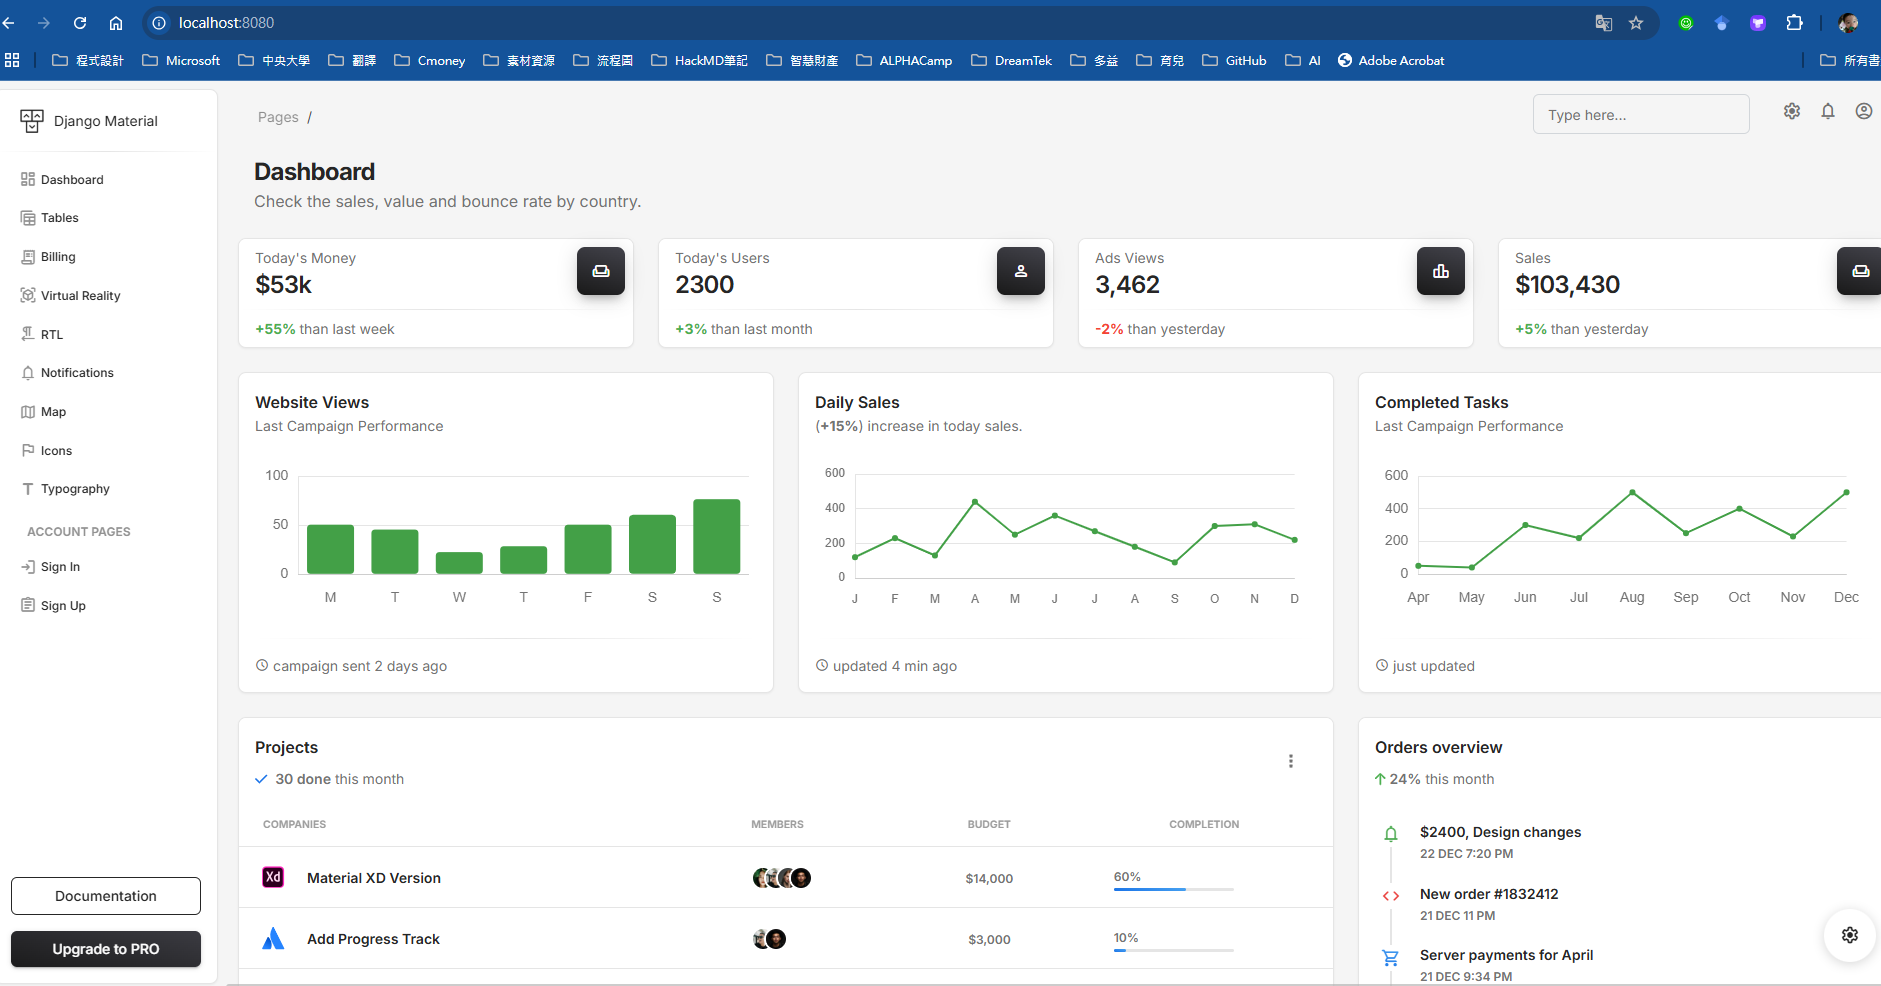 localhost:8080
程式設計 Microsoft 中央大學 翻譯 Cmoney 素材資源 流程圖 HackMD筆記 智慧財產 ALPHACamp DreamTek 多益 育兒 GitHub AI Adobe Acrobat 所有書
Django Material
Pages /
Type here...
Dashboard
Tables
Billing
Virtual Reality
RTL
Notifications
Map
Icons
Typography
ACCOUNT PAGES
Sign In
Sign Up
Documentation
Upgrade to PRO
Dashboard
Check the sales, value and bounce rate by country.
Today's Money
$53k
+55% than last week
Today's Users
2300
+3% than last month
Ads Views
3,462
-2% than yesterday
Sales
$103,430
+5% than yesterday
Website Views
Last Campaign Performance
100
50
0
M T W T F S S
campaign sent 2 days ago
Daily Sales
(+15%) increase in today sales.
600
400
200
0
J F M A M J J A S O N D
updated 4 min ago
Completed Tasks
Last Campaign Performance
600
400
200
0
Apr May Jun Jul Aug Sep Oct Nov Dec
just updated
Projects
30 done this month
COMPANIES MEMBERS BUDGET COMPLETION
Xd Material XD Version $14,000 60%
Add Progress Track $3,000 10%
Orders overview
24% this month
$2400, Design changes
22 DEC 7:20 PM
New order #1832412
21 DEC 11 PM
Server payments for April
21 DEC 9:34 PM